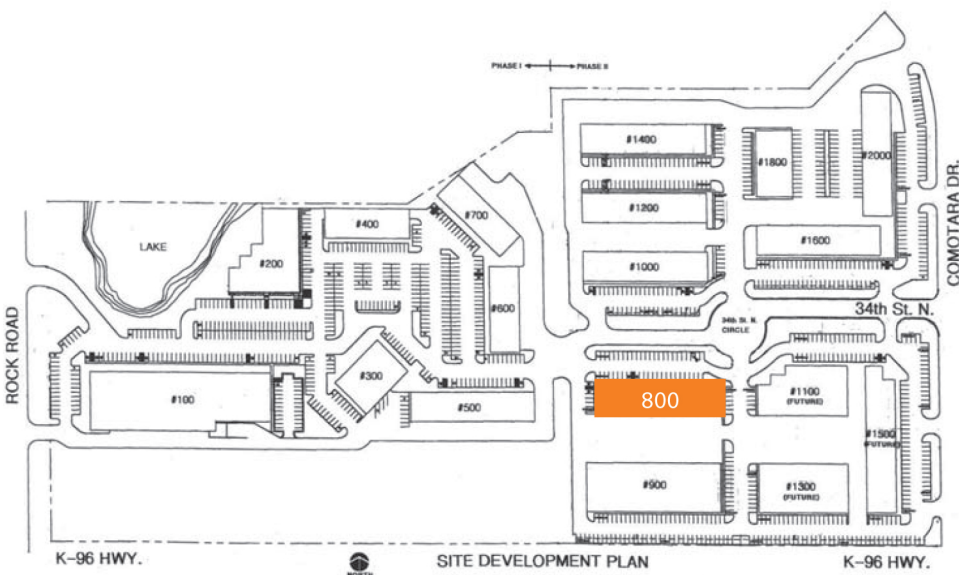 PHASE I
PHASE II
#1400
#1800
#2000
#1200
#700
#400
LAKE
#200
#1600
#1000
#600
COMOTARA DR.
34th St. N.
34th ST. N.
CIRCLE
ROCK ROAD
#300
#100
#500
800
#1100
(FUTURE)
#1500
(FUTURE)
#900
#1300
(FUTURE)
K-96 HWY.
NORTH
SITE DEVELOPMENT PLAN
K-96 HWY.